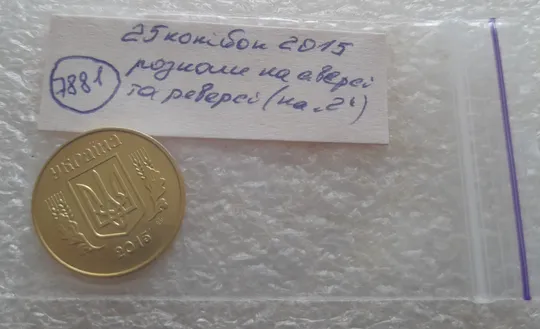 25 копійок 2015
7881
розколи на аверсі
та реверсі (на "2")
УКРАЇНА
2015